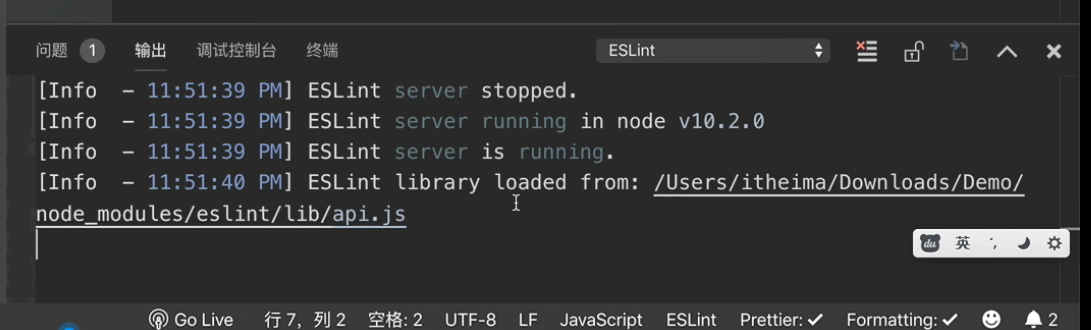 问题 1 输出 调试控制台 终端 ESLint
[Info  - 11:51:39 PM] ESLint server stopped.
[Info  - 11:51:39 PM] ESLint server running in node v10.2.0
[Info  - 11:51:39 PM] ESLint server is running.
[Info  - 11:51:40 PM] ESLint library loaded from: /Users/itheima/Downloads/Demo/
node_modules/eslint/lib/api.js
du 英
Go Live 行 7，列 2 空格: 2 UTF-8 LF JavaScript ESLint Prettier: ✓ Formatting: ✓ 2